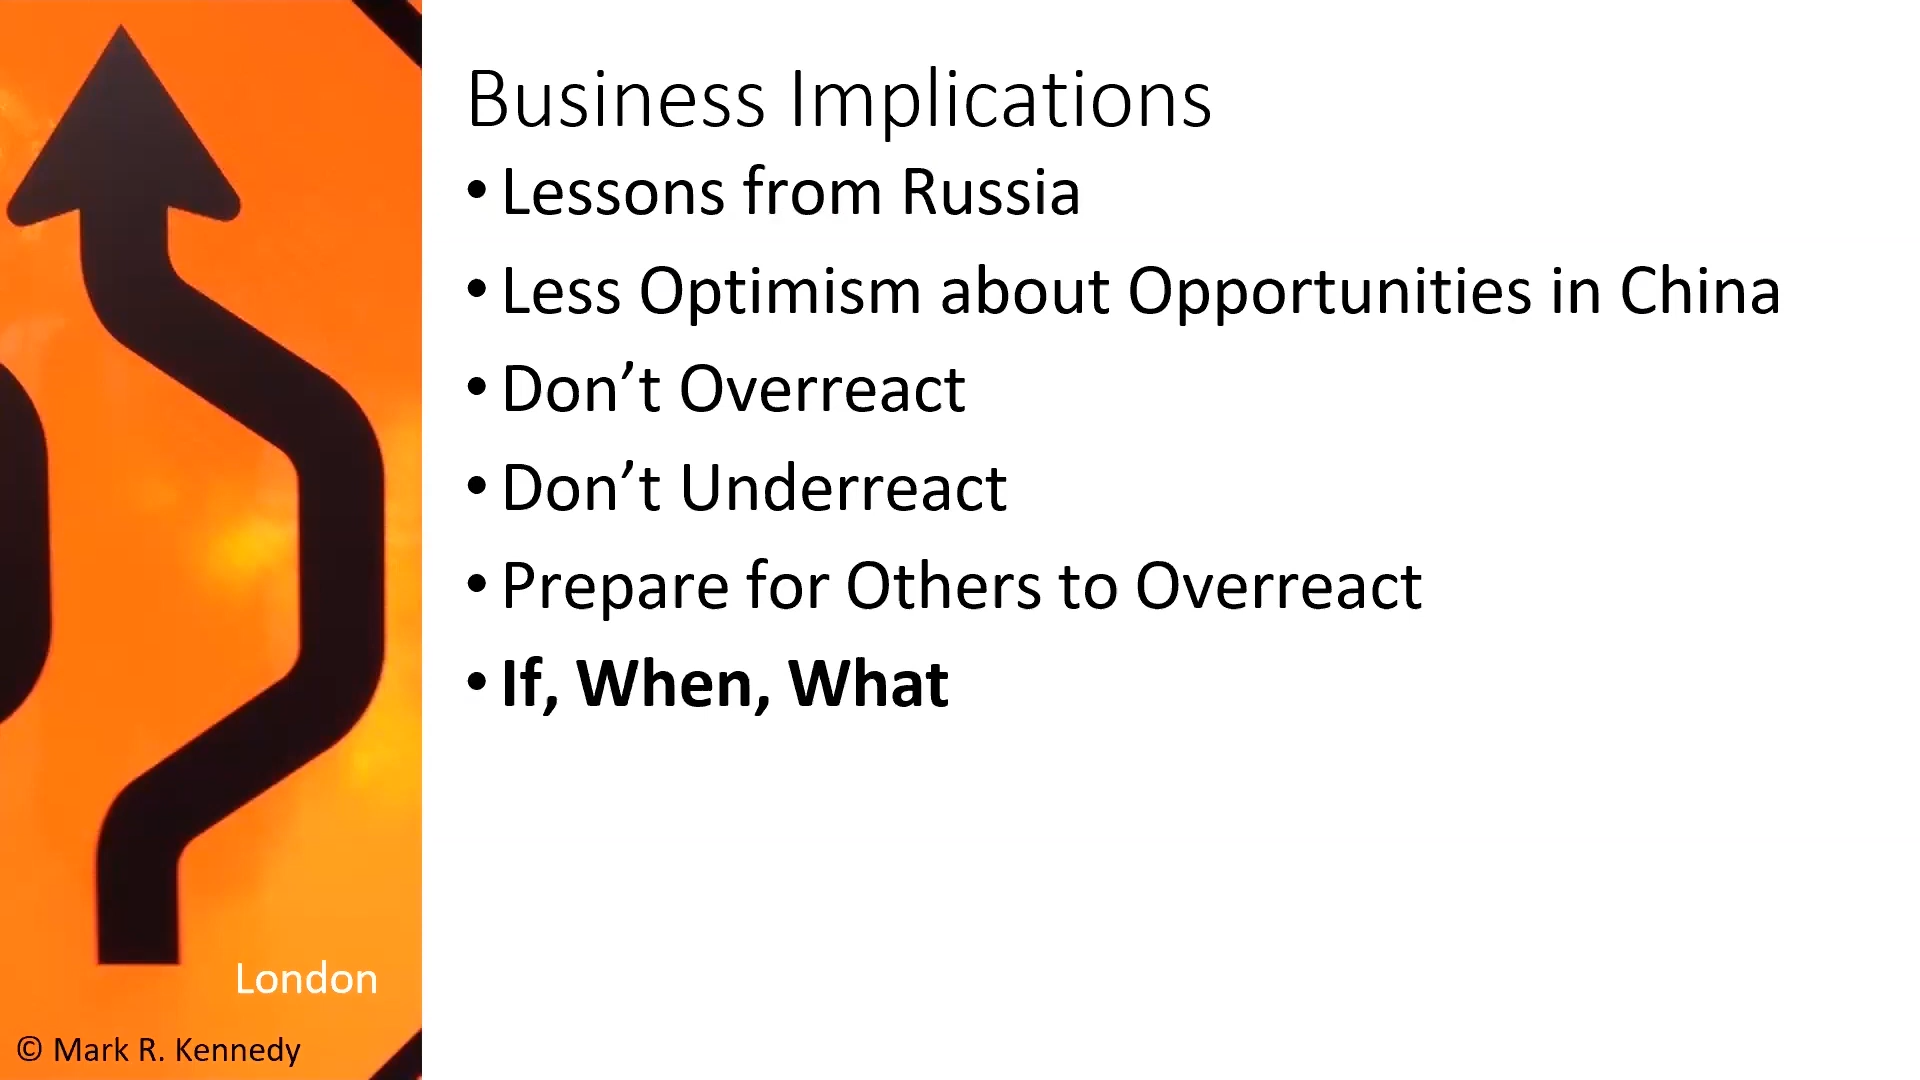 Business Implications
• Lessons from Russia
• Less Optimism about Opportunities in China
• Don’t Overreact
• Don’t Underreact
• Prepare for Others to Overreact
• If, When, What
London
© Mark R. Kennedy